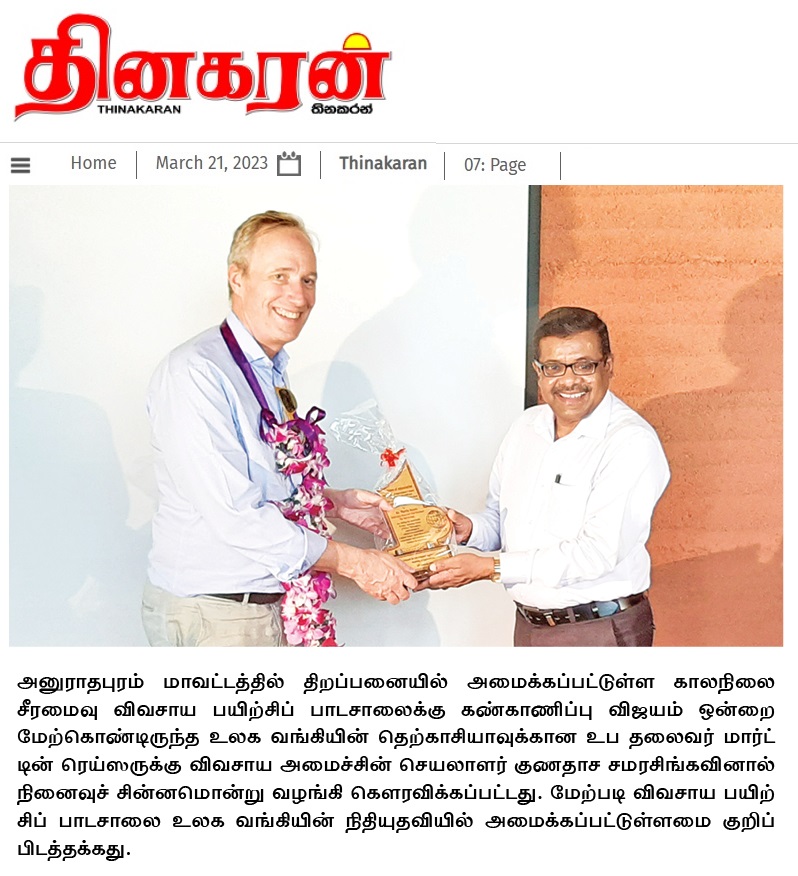 தினகரன்
THINAKARAN
තිනකරන්
Home
March 21, 2023
Thinakaran
07: Page
அனுராதபுரம் மாவட்டத்தில் திறப்பனையில் அமைக்கப்பட்டுள்ள காலநிலை
சீரமைவு விவசாய பயிற்சிப் பாடசாலைக்கு கண்காணிப்பு விஜயம் ஒன்றை
மேற்கொண்டிருந்த உலக வங்கியின் தெற்காசியாவுக்கான உப தலைவர் மார்ட்
டின் ரெய்ஸருக்கு விவசாய அமைச்சின் செயலாளர் குணதாச சமரசிங்கவினால்
நினைவுச் சின்னமொன்று வழங்கி கௌரவிக்கப்பட்டது. மேற்படி விவசாய பயிற்
சிப் பாடசாலை உலக வங்கியின் நிதியுதவியில் அமைக்கப்பட்டுள்ளமை குறிப்
பிடத்தக்கது.